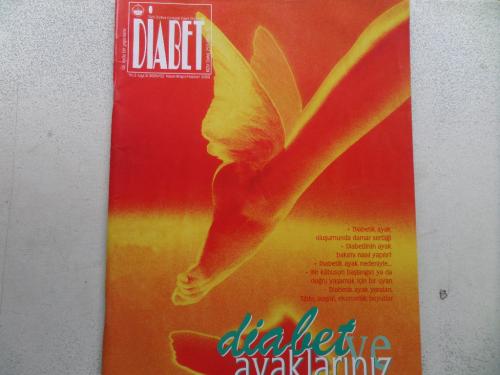 DİABET
• Diabetik ayak
oluşumunda damar sertliği
• Diabetlinin ayak
bakımı nasıl yapılır?
• Diabetik ayak nedeniyle...
• Bir kâbusun başlangıcı ya da
doğru yaşamak için bir uyarı
• Diabetik ayak yaraları
Tıbbi, sosyal, ekonomik boyutlar
diabet ve
ayaklarınız